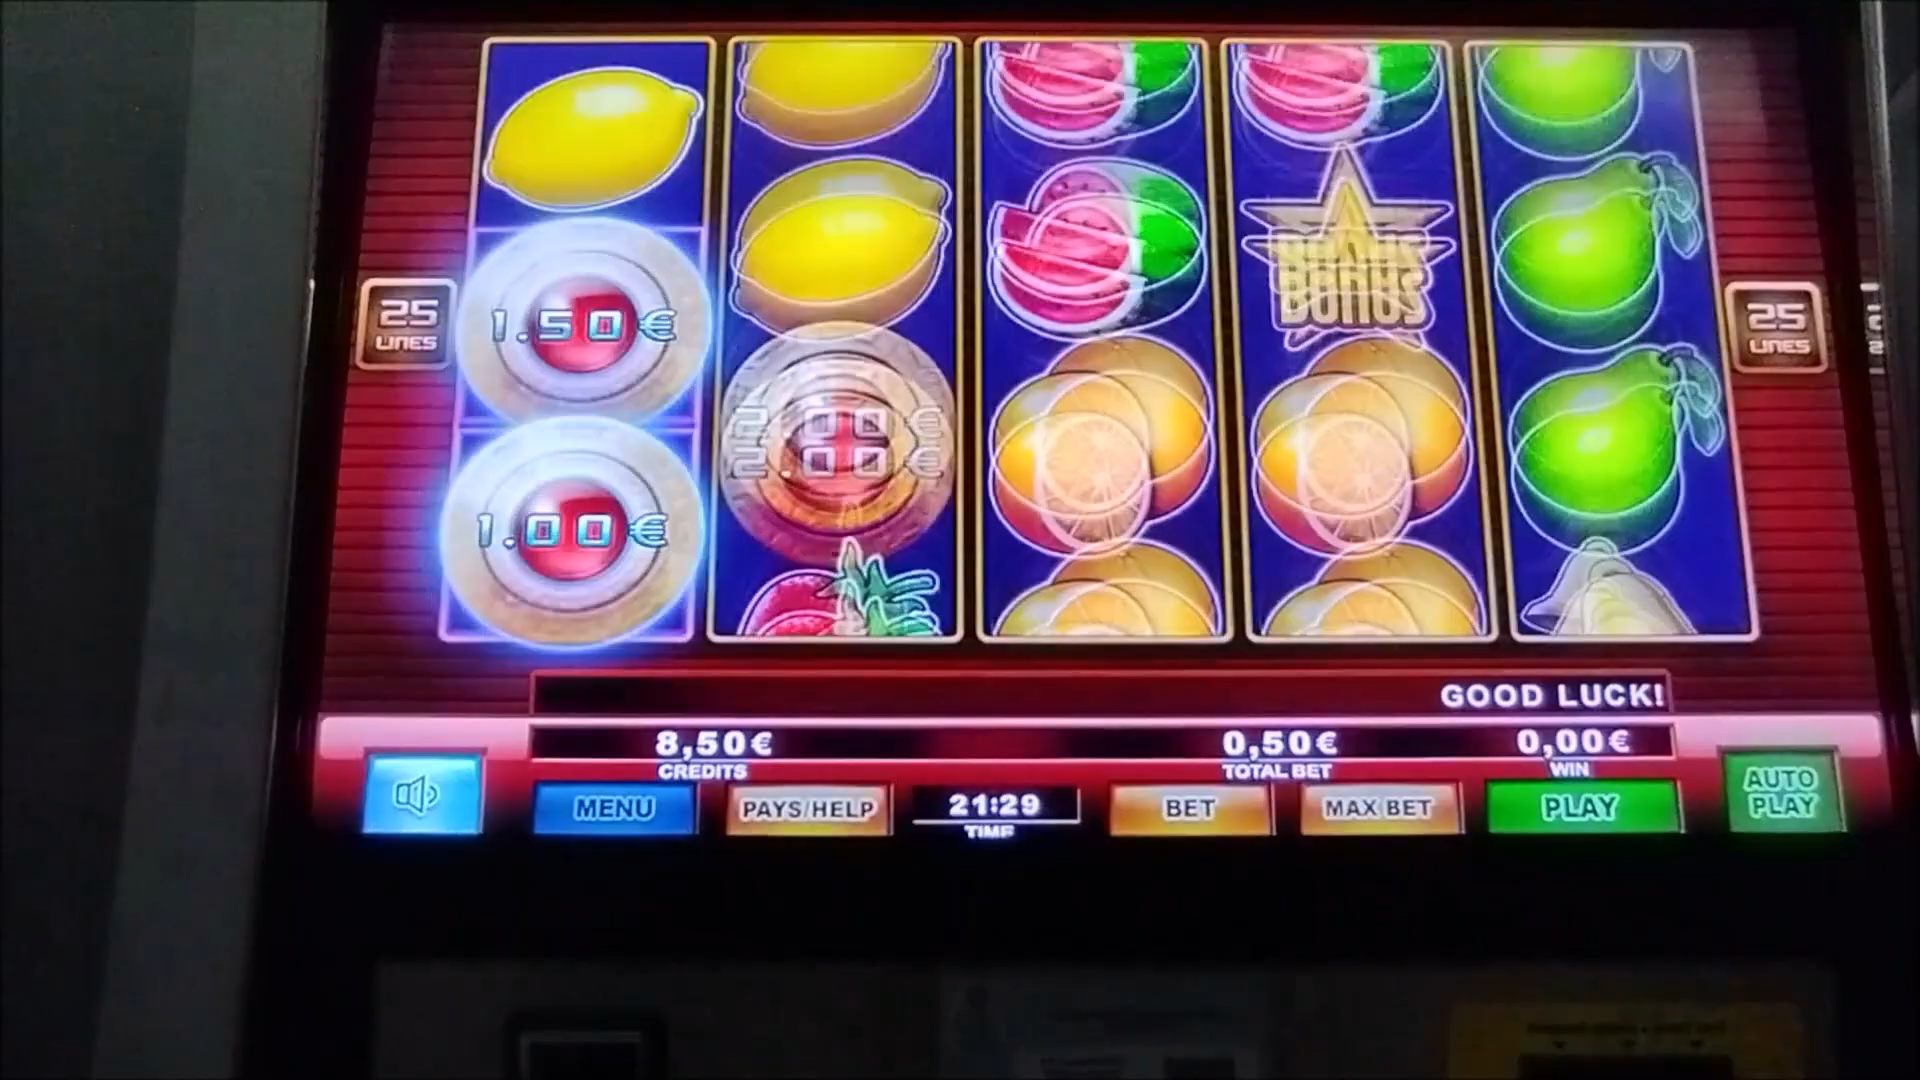 1.50€
25
LINES
BONUS
25
LINES
2.00€
2.00€
1.00€
GOOD LUCK!
8,50€
0,50€
0,00€
CREDITS
TOTAL BET
WIN
MENU
PAYS/HELP
21:29
TIME
BET
MAX BET
PLAY
AUTO
PLAY